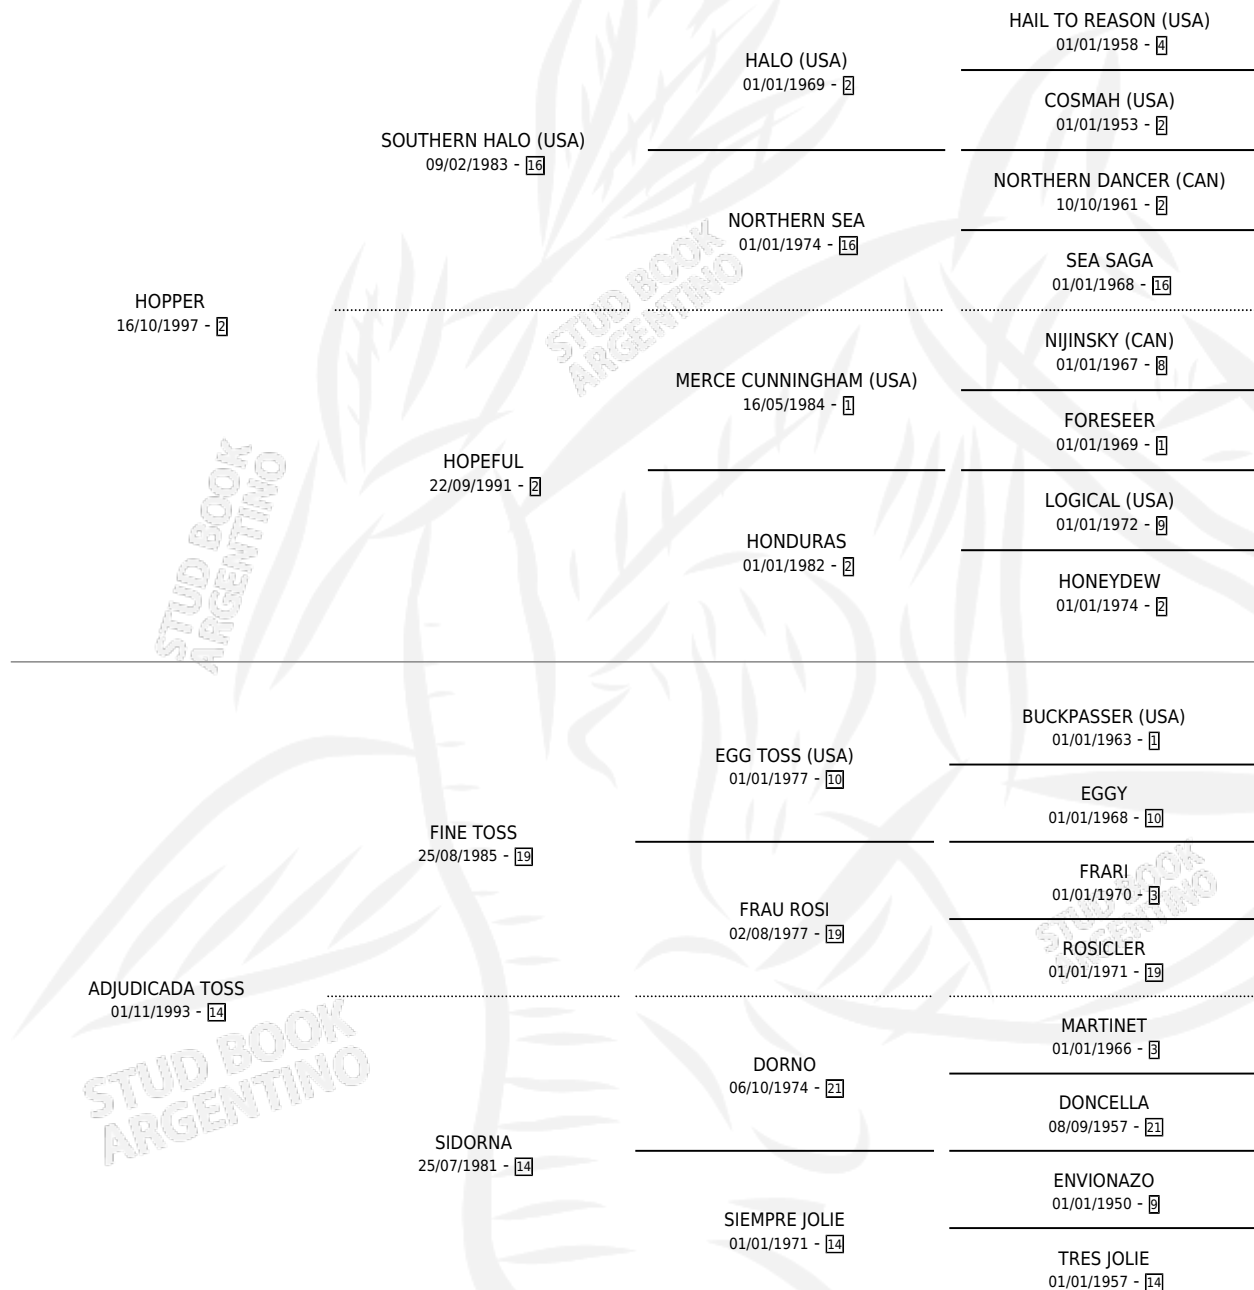 HAIL TO REASON (USA)
01/01/1958 - 4
HALO (USA)
01/01/1969 - 2
COSMAH (USA)
01/01/1953 - 2
SOUTHERN HALO (USA)
09/02/1983 - 16
NORTHERN DANCER (CAN)
10/10/1961 - 2
NORTHERN SEA
01/01/1974 - 16
SEA SAGA
01/01/1968 - 16
HOPPER
16/10/1997 - 2
NIJINSKY (CAN)
01/01/1967 - 8
MERCE CUNNINGHAM (USA)
16/05/1984 - 1
FORESEER
01/01/1969 - 1
HOPEFUL
22/09/1991 - 2
LOGICAL (USA)
01/01/1972 - 9
HONDURAS
01/01/1982 - 2
HONEYDEW
01/01/1974 - 2
BUCKPASSER (USA)
01/01/1963 - 1
EGG TOSS (USA)
01/01/1977 - 10
EGGY
01/01/1968 - 10
FINE TOSS
25/08/1985 - 19
FRARI
01/01/1970 - 3
FRAU ROSI
02/08/1977 - 19
ROSICLER
01/01/1971 - 19
ADJUDICADA TOSS
01/11/1993 - 14
MARTINET
01/01/1966 - 3
DORNO
06/10/1974 - 21
DONCELLA
08/09/1957 - 21
SIDORNA
25/07/1981 - 14
ENVIONAZO
01/01/1950 - 9
SIEMPRE JOLIE
01/01/1971 - 14
TRES JOLIE
01/01/1957 - 14
STUD BOOK
ARGENTINO
STUD BOOK
ARGENTINO
STUD BOOK
ARGENTINO
STUD BOOK
ARGENTINO